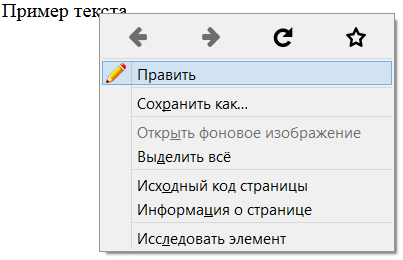 Пример текста
Править
Сохранить как...
Открыть фоновое изображение
Выделить всё
Исходный код страницы
Информация о странице
Исследовать элемент